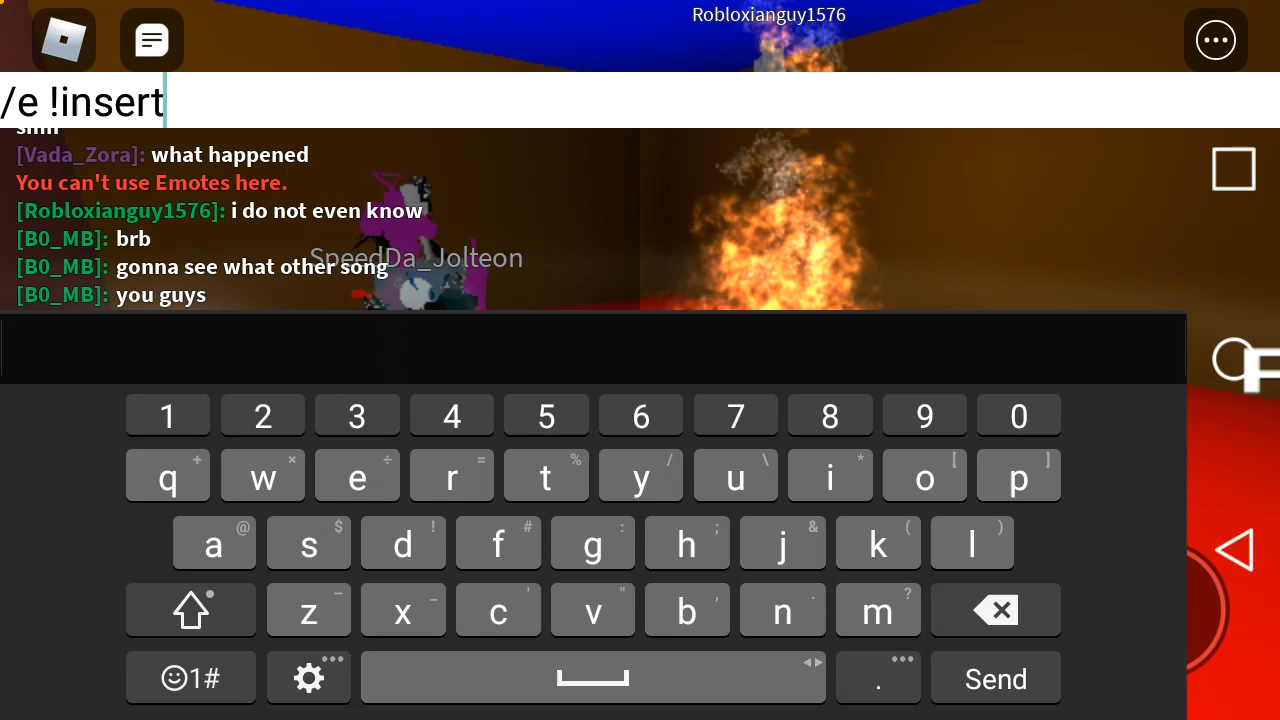 Robloxianguy1576
/e !insert
[Vada_Zora]: what happened
You can't use Emotes here.
[Robloxianguy1576]: i do not even know
[B0_MB]: brb
SpeedDa_Jolteon
[B0_MB]: gonna see what other song
[B0_MB]: you guys
F
1 2 3 4 5 6 7 8 9 0
+ × ÷ = % / \ * [ ]
q w e r t y u i o p
@ $ ! # : ; & ( )
a s d f g h j k l
− _ ' " , . ?
z x c v b n m
1# . Send